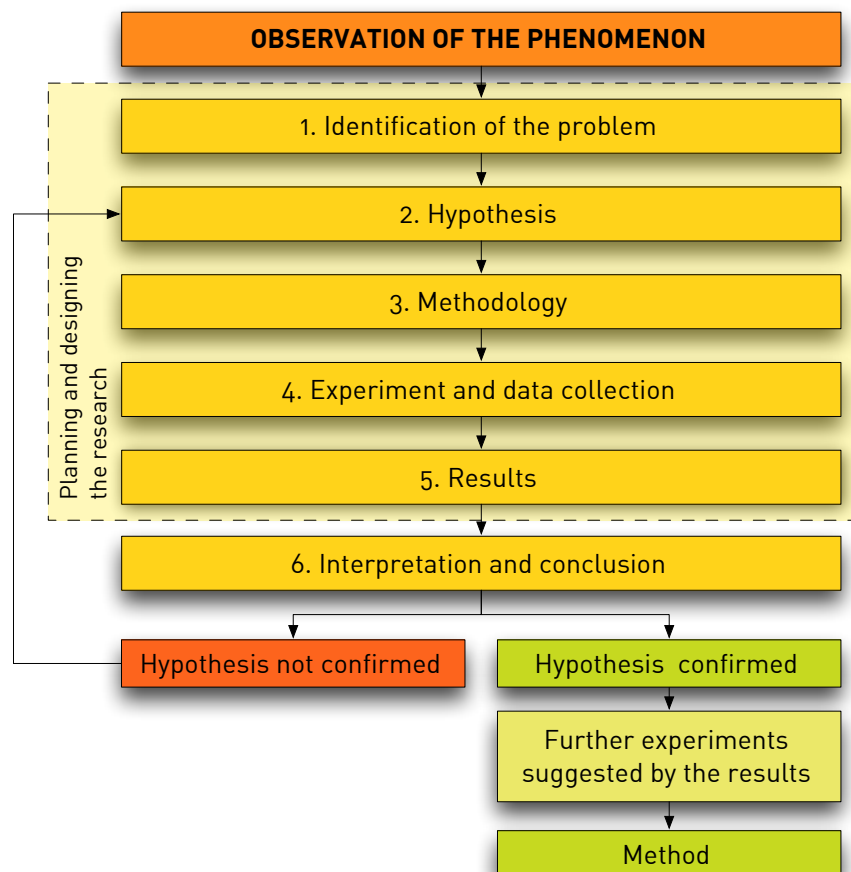 OBSERVATION OF THE PHENOMENON
1. Identification of the problem
2. Hypothesis
3. Methodology
4. Experiment and data collection
5. Results
Planning and designing
the research
6. Interpretation and conclusion
Hypothesis not confirmed
Hypothesis confirmed
Further experiments
suggested by the results
Method